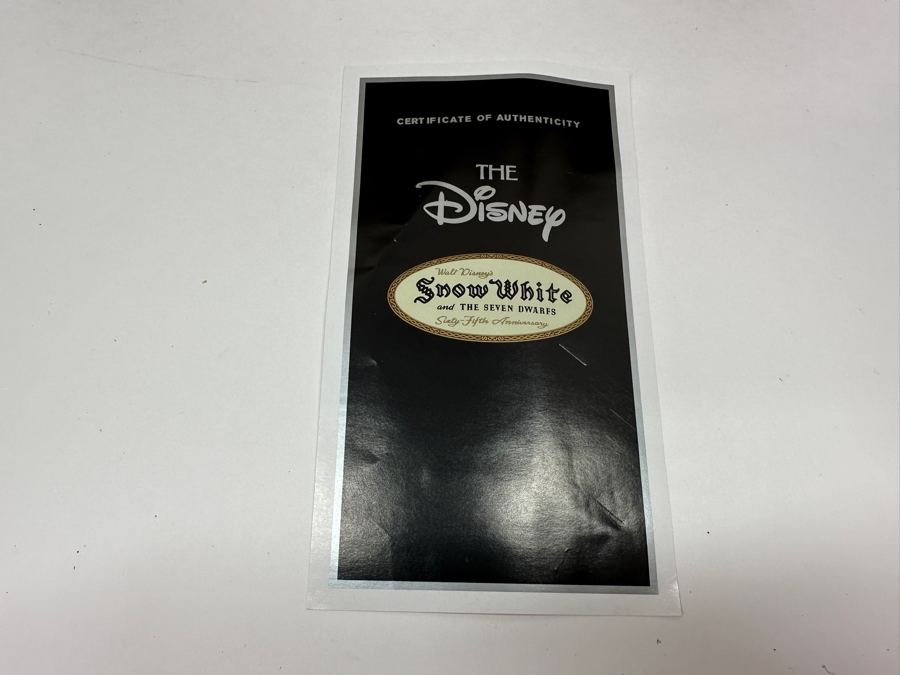 CERTIFICATE OF AUTHENTICITY
THE
Disney
Walt Disney's
Snow White
and THE SEVEN DWARFS
Sixty-Fifth Anniversary